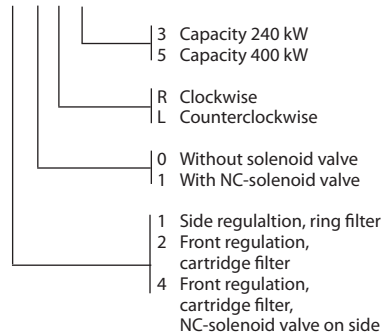 3 Capacity 240 kW
5 Capacity 400 kW
R Clockwise
L Counterclockwise
0 Without solenoid valve
1 With NC-solenoid valve
1 Side regulaltion, ring filter
2 Front regulation,
cartridge filter
4 Front regulation,
cartridge filter,
NC-solenoid valve on side